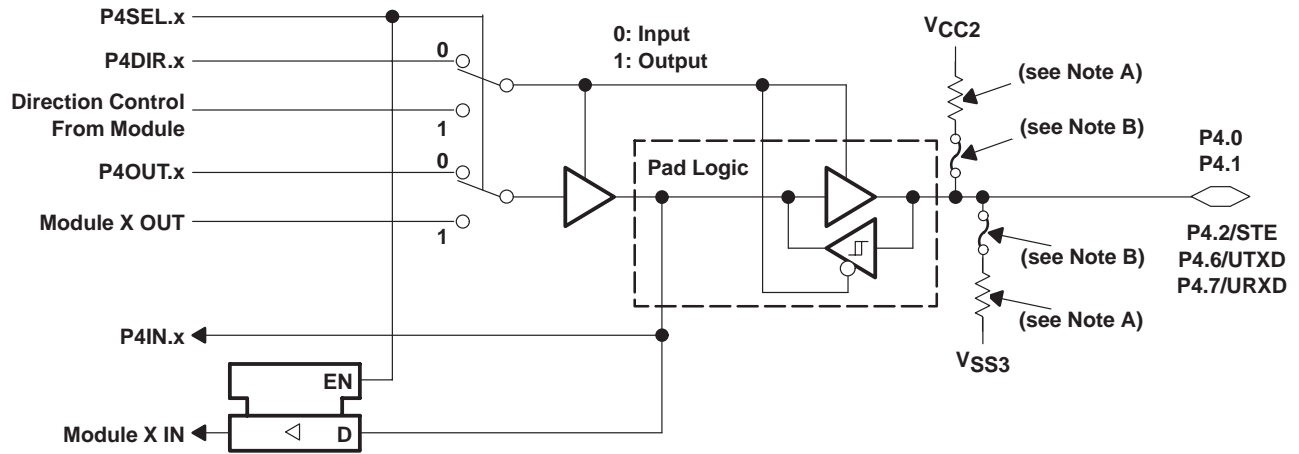 P4SEL.x
P4DIR.x
0
Direction Control
From Module
1
P4OUT.x
0
Module X OUT
1
0: Input
1: Output
Pad Logic
VCC2
(see Note A)
(see Note B)
P4.0
P4.1
P4.2/STE
P4.6/UTXD
P4.7/URXD
(see Note B)
(see Note A)
VSS3
P4IN.x
EN
Module X IN
D